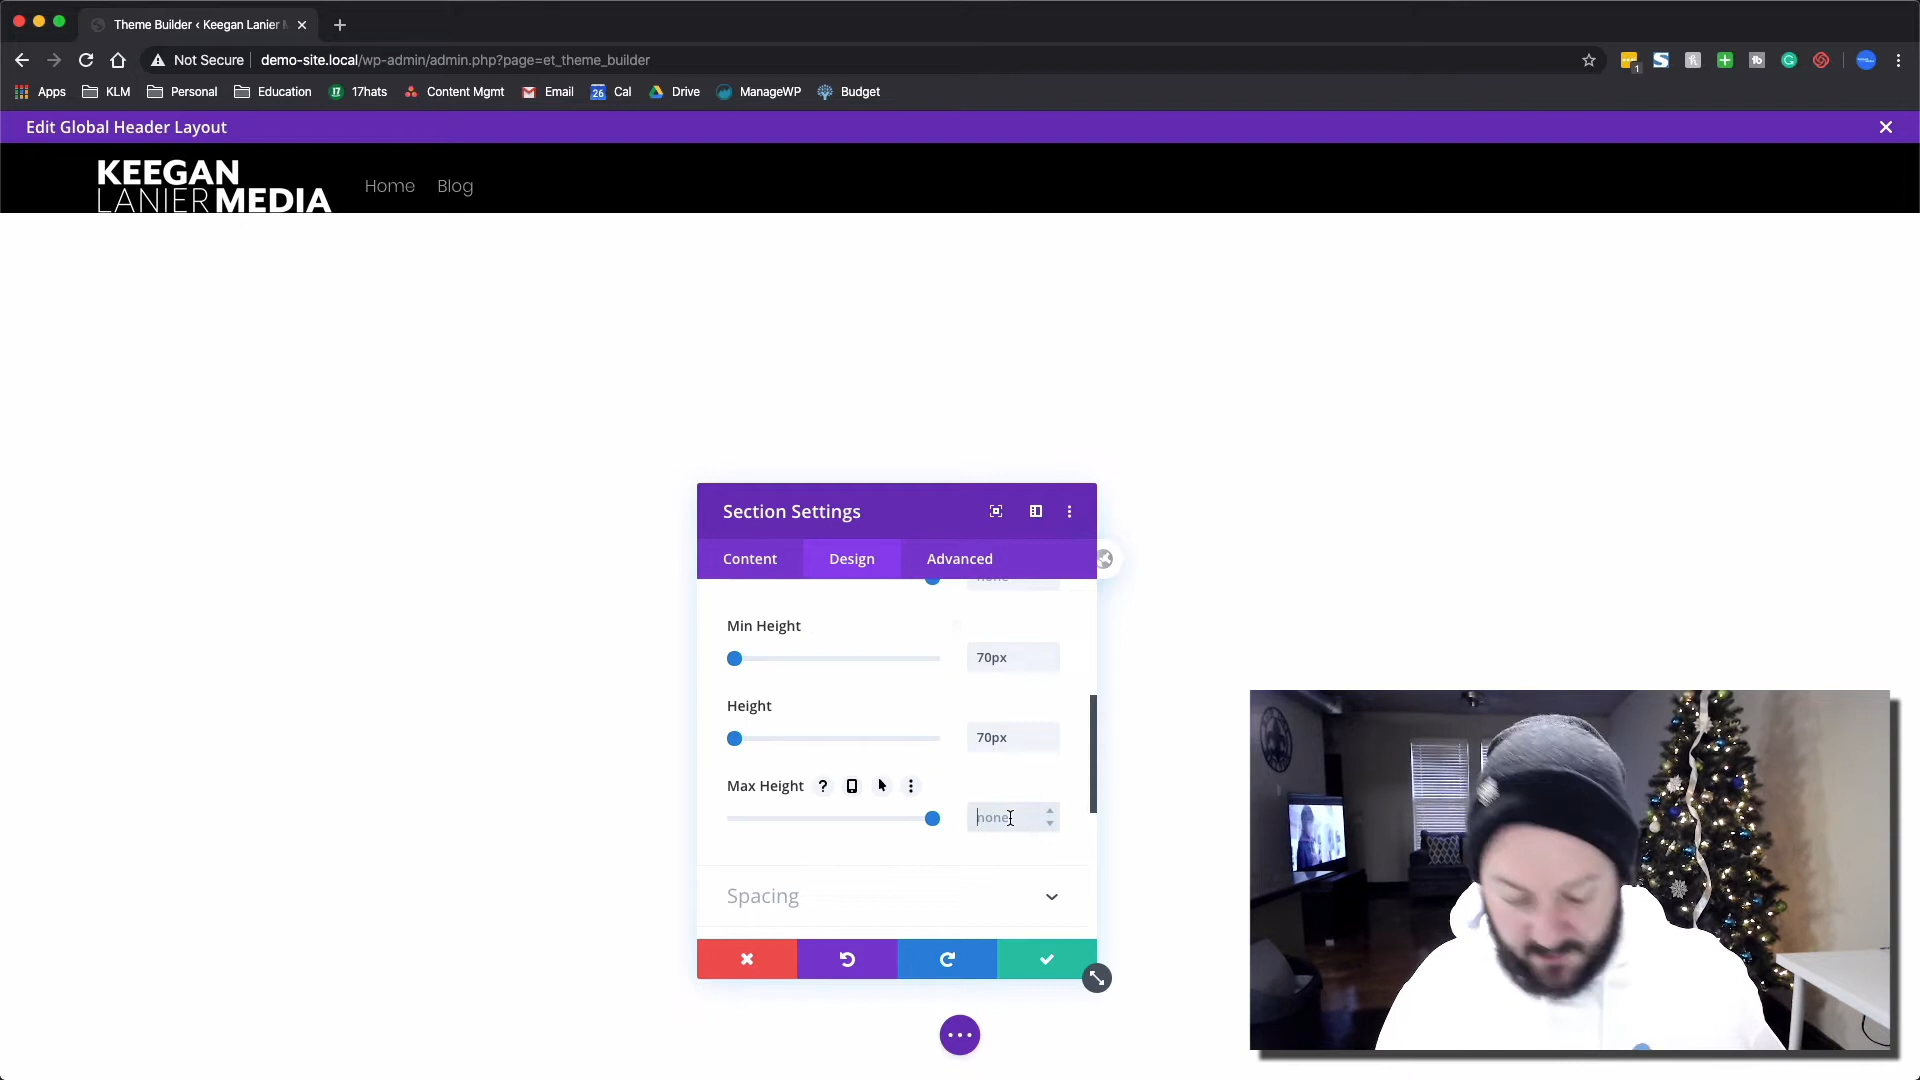 Theme Builder ‹ Keegan Lanier M
Not Secure
demo-site.local/wp-admin/admin.php?page=et_theme_builder
1
Apps
KLM
Personal
Education
17hats
Content Mgmt
Email
26
Cal
Drive
ManageWP
Budget
Edit Global Header Layout
KEEGAN
LANIER MEDIA
Home
Blog
Section Settings
Content
Design
Advanced
none
Min Height
70px
Height
70px
Max Height
?
none
Spacing